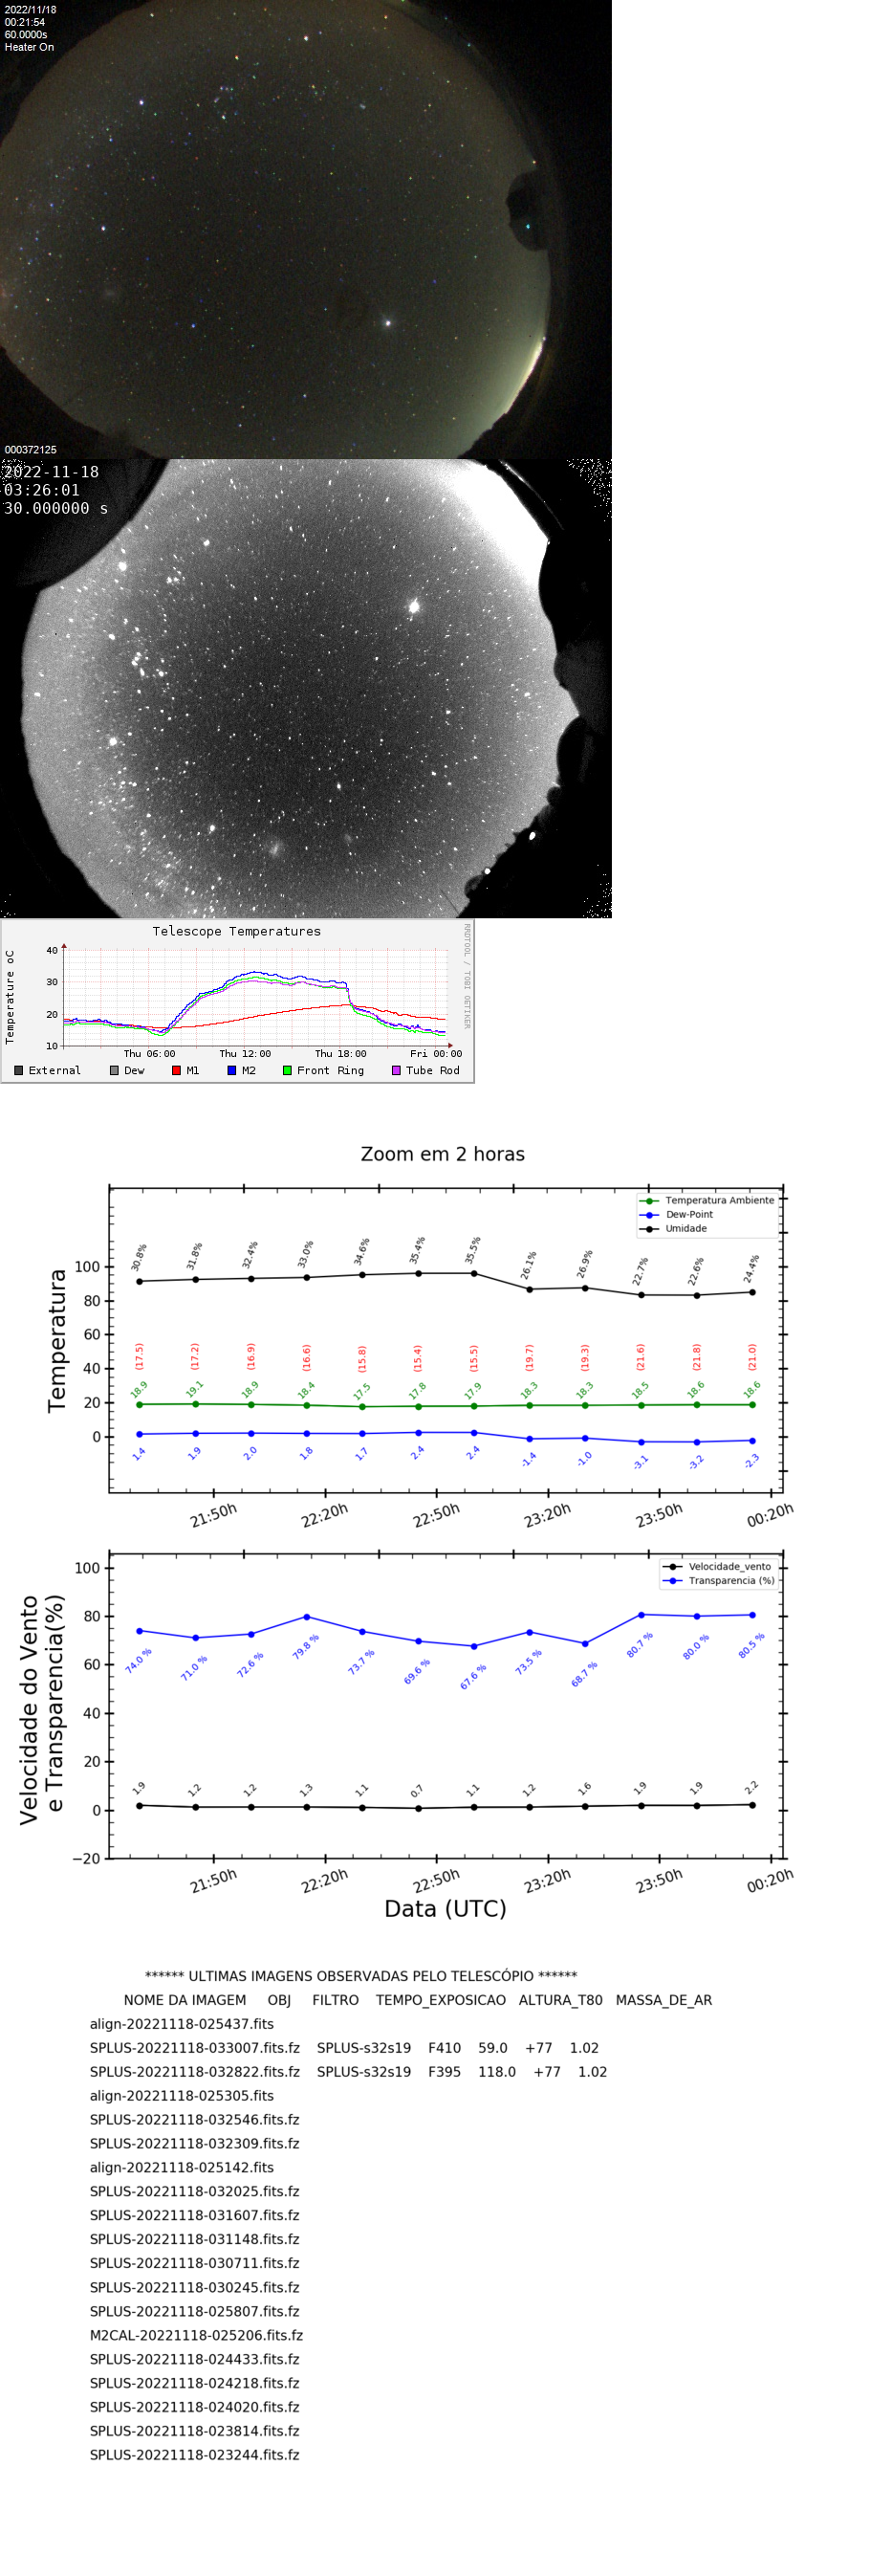 2022/11/18
00:21:54
60.0000s
Heater On
000372125
2022-11-18
03:26:01
30.000000 s
Telescope Temperatures
RRDTOOL / TOBI OETIKER
Temperature oC
40
30
20
10
Thu 06:00 Thu 12:00 Thu 18:00 Fri 00:00
External Dew M1 M2 Front Ring Tube Rod
Zoom em 2 horas
Temperatura Ambiente
Dew-Point
Umidade
Temperatura
100
80
60
40
20
0
30.8% 31.8% 32.4% 33.0% 34.6% 35.4% 35.5% 26.1% 26.9% 22.7% 22.6% 24.4%
(17.5) (17.2) (16.9) (16.6) (15.8) (15.4) (15.5) (19.7) (19.3) (21.6) (21.8) (21.0)
18.9 19.1 18.9 18.4 17.5 17.8 17.9 18.3 18.3 18.5 18.6 18.6
1.4 1.9 2.0 1.8 1.7 2.4 2.4 -1.4 -1.0 -3.1 -3.2 -2.3
21:50h 22:20h 22:50h 23:20h 23:50h 00:20h
Velocidade_vento
Transparencia (%)
Velocidade do Vento
e Transparencia(%)
100
80
60
40
20
0
−20
74.0 % 71.0 % 72.6 % 79.8 % 73.7 % 69.6 % 67.6 % 73.5 % 68.7 % 80.7 % 80.0 % 80.5 %
1.9 1.2 1.2 1.3 1.1 0.7 1.1 1.2 1.6 1.9 1.9 2.2
21:50h 22:20h 22:50h 23:20h 23:50h 00:20h
Data (UTC)
****** ULTIMAS IMAGENS OBSERVADAS PELO TELESCÓPIO ******
NOME DA IMAGEM OBJ FILTRO TEMPO_EXPOSICAO ALTURA_T80 MASSA_DE_AR
align-20221118-025437.fits
SPLUS-20221118-033007.fits.fz SPLUS-s32s19 F410 59.0 +77 1.02
SPLUS-20221118-032822.fits.fz SPLUS-s32s19 F395 118.0 +77 1.02
align-20221118-025305.fits
SPLUS-20221118-032546.fits.fz
SPLUS-20221118-032309.fits.fz
align-20221118-025142.fits
SPLUS-20221118-032025.fits.fz
SPLUS-20221118-031607.fits.fz
SPLUS-20221118-031148.fits.fz
SPLUS-20221118-030711.fits.fz
SPLUS-20221118-030245.fits.fz
SPLUS-20221118-025807.fits.fz
M2CAL-20221118-025206.fits.fz
SPLUS-20221118-024433.fits.fz
SPLUS-20221118-024218.fits.fz
SPLUS-20221118-024020.fits.fz
SPLUS-20221118-023814.fits.fz
SPLUS-20221118-023244.fits.fz